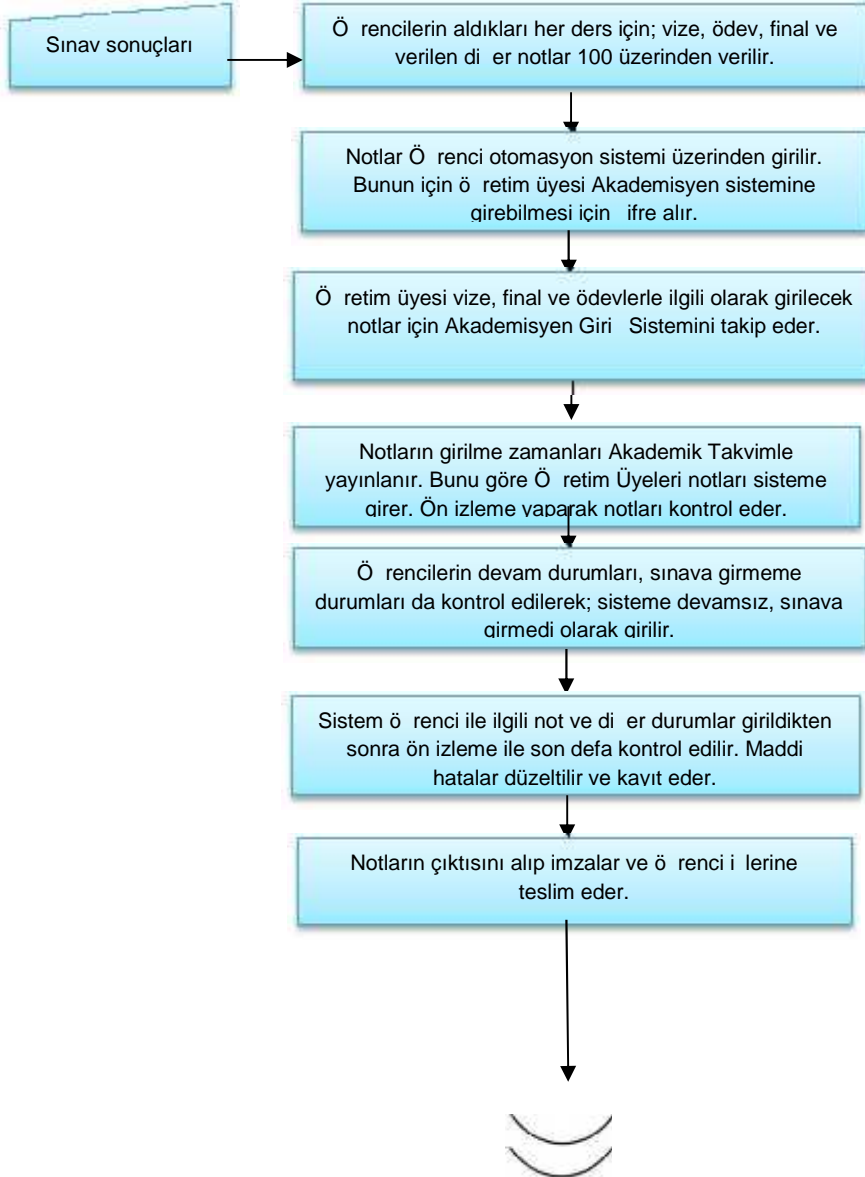 Sınav sonuçları
Ö rencilerin aldıkları her ders için; vize, ödev, final ve
verilen di er notlar 100 üzerinden verilir.
Notlar Ö renci otomasyon sistemi üzerinden girilir.
Bunun için ö retim üyesi Akademisyen sistemine
girebilmesi için ifre alır.
Ö retim üyesi vize, final ve ödevlerle ilgili olarak girilecek
notlar için Akademisyen Giri Sistemini takip eder.
Notların girilme zamanları Akademik Takvimle
yayınlanır. Bunu göre Ö retim Üyeleri notları sisteme
girer. Ön izleme yaparak notları kontrol eder.
Ö rencilerin devam durumları, sınava girmeme
durumları da kontrol edilerek; sisteme devamsız, sınava
girmedi olarak girilir.
Sistem ö renci ile ilgili not ve di er durumlar girildikten
sonra ön izleme ile son defa kontrol edilir. Maddi
hatalar düzeltilir ve kayıt eder.
Notların çıktısını alıp imzalar ve ö renci i lerine
teslim eder.